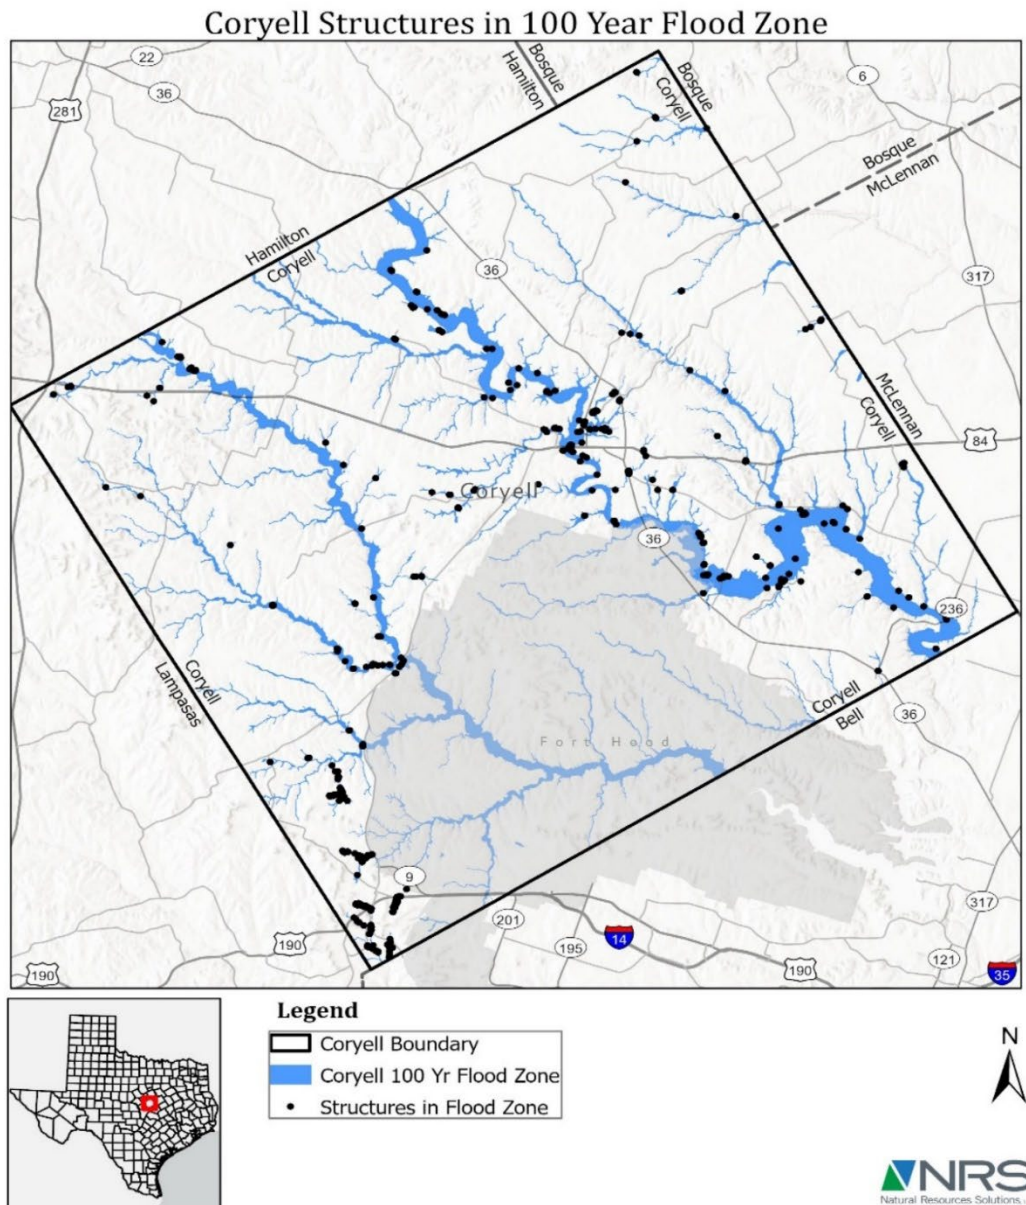 Coryell Structures in 100 Year Flood Zone
22
36
281
Bosque
Hamilton
Bosque
Coryell
6
Bosque
McLennan
Hamilton
Coryell
36
317
McLennan
Coryell
84
Coryell
36
236
Coryell
Lampasas
Coryell
Bell
36
Fort Hood
9
317
201
190
195
14
190
121
190
35
Legend
Coryell Boundary
Coryell 100 Yr Flood Zone
Structures in Flood Zone
N
NRS
Natural Resources Solutions